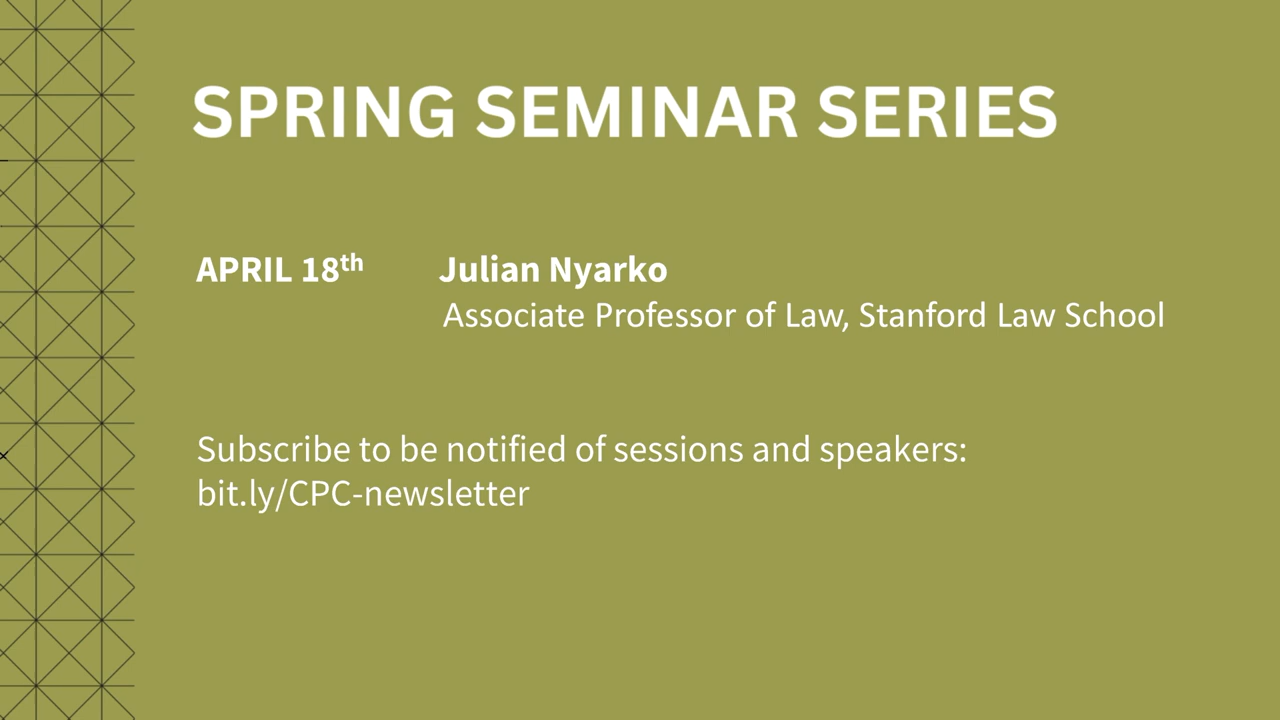 SPRING SEMINAR SERIES
APRIL 18th Julian Nyarko
Associate Professor of Law, Stanford Law School
Subscribe to be notified of sessions and speakers:
bit.ly/CPC-newsletter